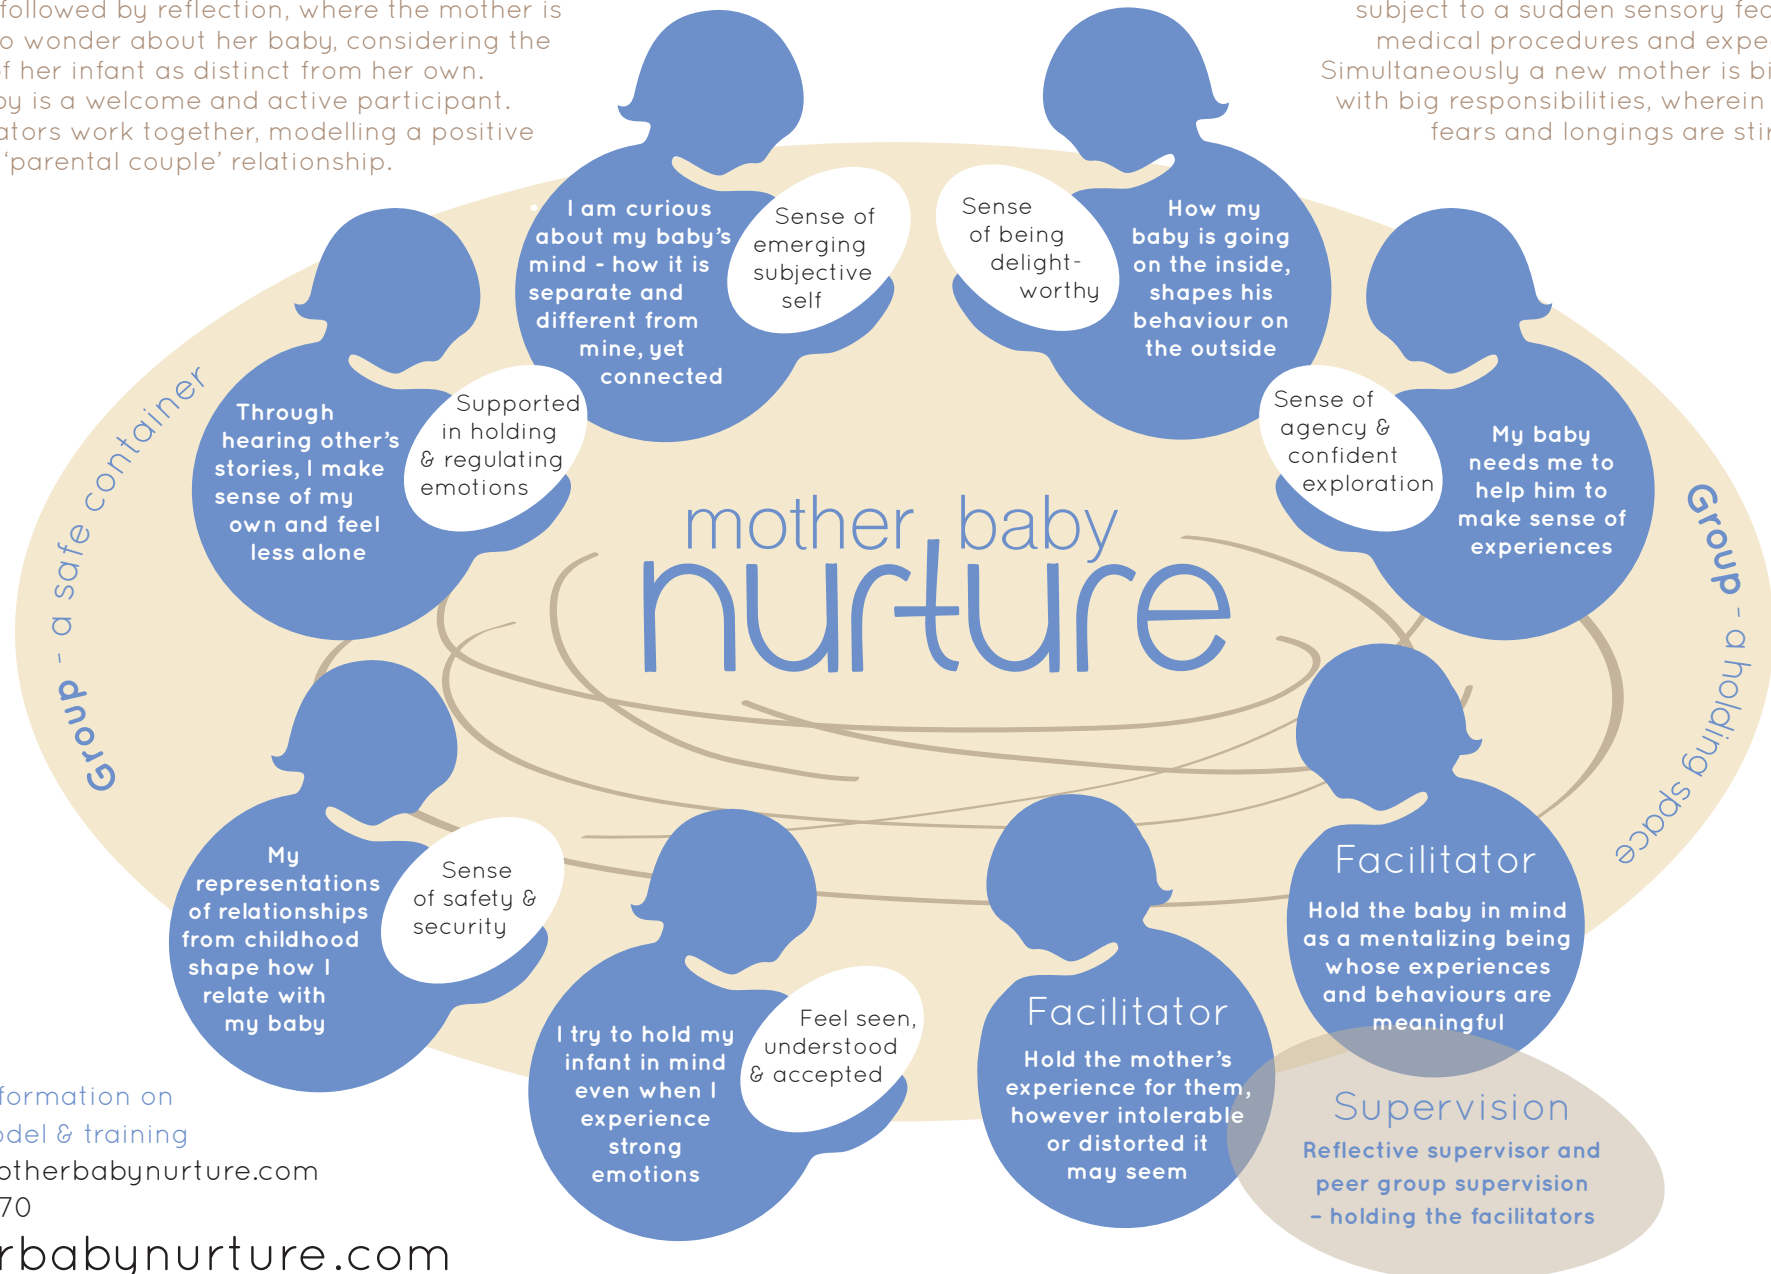 followed by reflection, where the mother is
wonder about her baby, considering the
her infant as distinct from her own.
is a welcome and active participant.
work together, modelling a positive
‘parental couple’ relationship.
subject to a sudden sensory
medical procedures and
Simultaneously a new mother is
with big responsibilities, wherein
fears and longings are
I am curious
about my baby’s
mind - how it is
separate and
different from
mine, yet
connected
Sense of
emerging
subjective
self
Sense
of being
delight-
worthy
How my
baby is going
on the inside,
shapes his
behaviour on
the outside
Through
hearing other’s
stories, I make
sense of my
own and feel
less alone
Supported
in holding
& regulating
emotions
Sense of
agency &
confident
exploration
My baby
needs me to
help him to
make sense of
experiences
Group - a safe container
mother baby
nurture
Group - a holding space
My
representations
of relationships
from childhood
shape how I
relate with
my baby
Sense
of safety &
security
I try to hold my
infant in mind
even when I
experience
strong
emotions
Feel seen,
understood
& accepted
Facilitator
Hold the mother’s
experience for them,
however intolerable
or distorted it
may seem
Facilitator
Hold the baby in mind
as a mentalizing being
whose experiences
and behaviours are
meaningful
Supervision
Reflective supervisor and
peer group supervision
– holding the facilitators
formation on
odel & training
otherbabynurture.com
70
rbabynurture.com